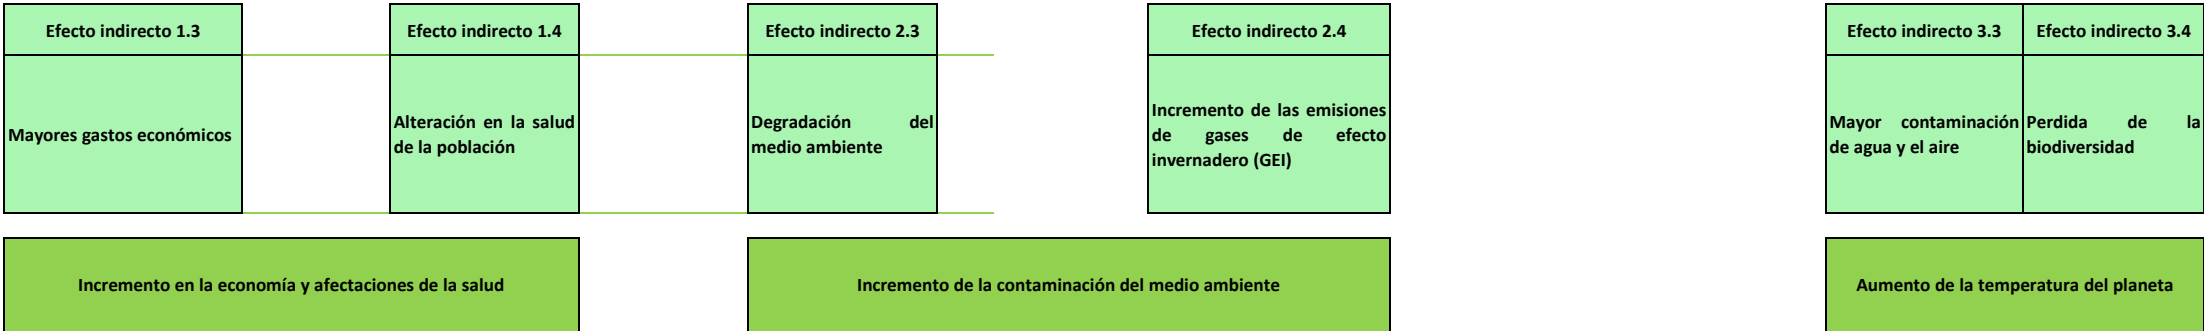 Efecto indirecto 1.3
Efecto indirecto 1.4
Efecto indirecto 2.3
Efecto indirecto 2.4
Efecto indirecto 3.3
Efecto indirecto 3.4
Mayores gastos económicos
Alteración en la salud
de la población
Degradación del
medio ambiente
Incremento de las emisiones
de gases de efecto
invernadero (GEI)
Mayor contaminación
de agua y el aire
Perdida de la
biodiversidad
Incremento en la economía y afectaciones de la salud
Incremento de la contaminación del medio ambiente
Aumento de la temperatura del planeta